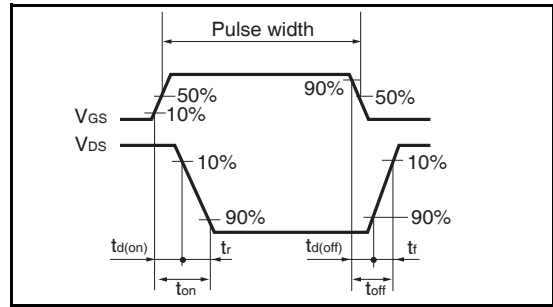 Pulse width
90%
50%
50%
VGS
10%
VDS
10%
10%
90%
90%
td(on)
tr
td(off)
tf
ton
toff